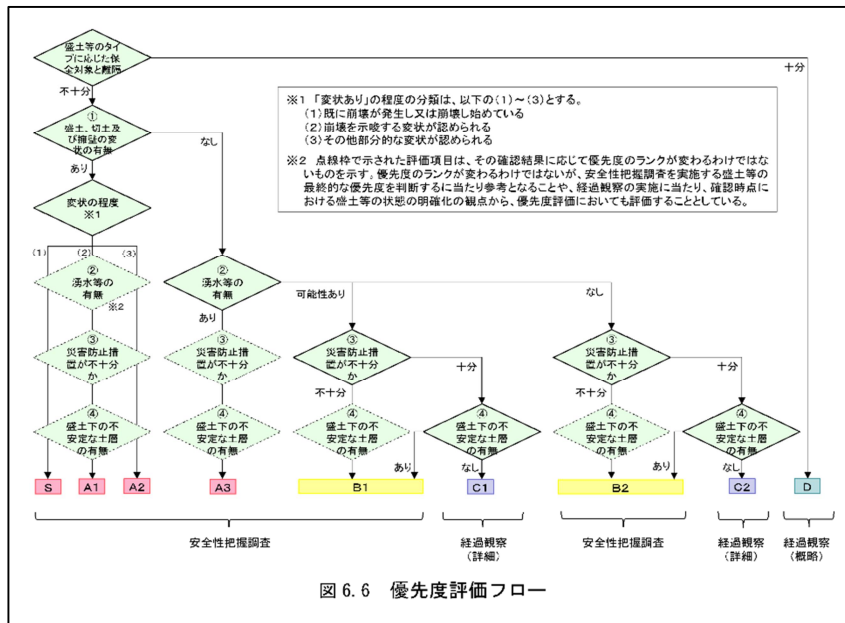 盛土等のタイ
プに応じた保
全対象と離隔
十分
不十分
※1 「変状あり」の程度の分類は、以下の(1)～(3)とする。
(1)既に崩壊が発生し又は崩壊し始めている
(2)崩壊を示唆する変状が認められる
(3)その他部分的な変状が認められる
※2 点線枠で示された評価項目は、その確認結果に応じて優先度のランクが変わるわけではな
いものを示す。優先度のランクが変わるわけではないが、安全性把握調査を実施する盛土等の
最終的な優先度を判断するに当たり参考となることや、経過観察の実施に当たり、確認時点に
おける盛土等の状態の明確化の観点から、優先度評価においても評価することとしている。
①
盛土、切土及
び擁壁の変
状の有無
なし
あり
変状の程度
※1
(1)
(2)
(3)
②
湧水等の
有無
※2
②
湧水等の
有無
可能性あり
なし
あり
③
災害防止措
置が不十分
か
③
災害防止措
置が不十分
か
③
災害防止措
置が不十分
か
十分
不十分
③
災害防止措
置が不十分
か
十分
不十分
④
盛土下の不
安定な土層
の有無
④
盛土下の不
安定な土層
の有無
④
盛土下の不
安定な土層
の有無
あり
④
盛土下の不
安定な土層
の有無
なし
④
盛土下の不
安定な土層
の有無
あり
④
盛土下の不
安定な土層
の有無
なし
S
A1
A2
A3
B1
C1
B2
C2
D
安全性把握調査
経過観察
(詳細)
安全性把握調査
経過観察
(詳細)
経過観察
(概略)
図 6.6 優先度評価フロー